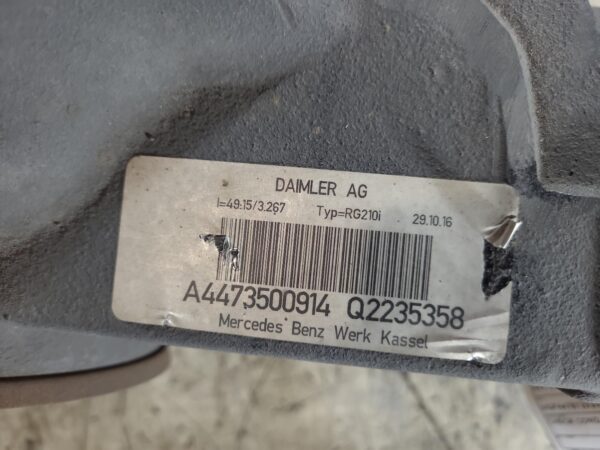 DAIMLER AG
i=49:15/3.267 Typ=RG210i 29.10.16
A4473500914 Q2235358
Mercedes Benz Werk Kassel